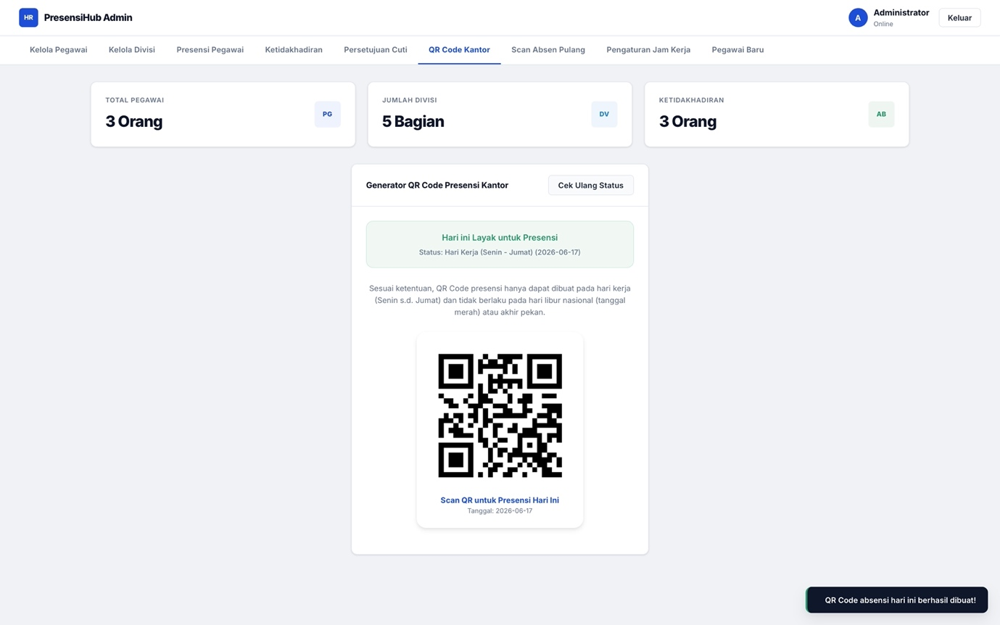 HR PresensiHub Admin
A Administrator
Online
Keluar
Kelola Pegawai Kelola Divisi Presensi Pegawai Ketidakhadiran Persetujuan Cuti QR Code Kantor Scan Absen Pulang Pengaturan Jam Kerja Pegawai Baru
TOTAL PEGAWAI
3 Orang
PG
JUMLAH DIVISI
5 Bagian
DV
KETIDAKHADIRAN
3 Orang
AB
Generator QR Code Presensi Kantor
Cek Ulang Status
Hari ini Layak untuk Presensi
Status: Hari Kerja (Senin - Jumat) (2026-06-17)
Sesuai ketentuan, QR Code presensi hanya dapat dibuat pada hari kerja
(Senin s.d. Jumat) dan tidak berlaku pada hari libur nasional (tanggal
merah) atau akhir pekan.
Scan QR untuk Presensi Hari Ini
Tanggal: 2026-06-17
QR Code absensi hari ini berhasil dibuat!